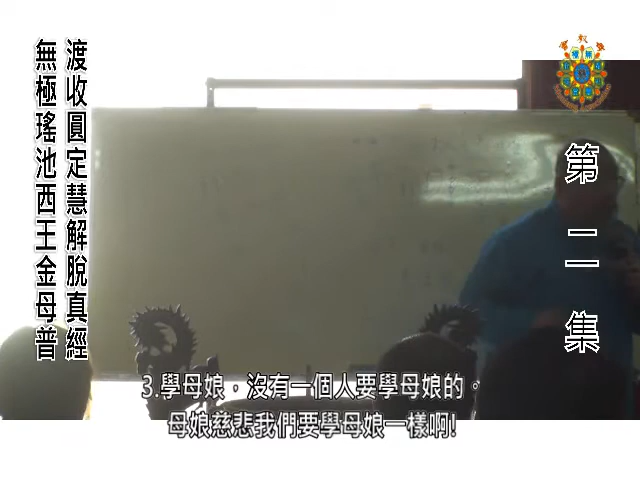 無極瑤池西王金母普
渡收圓定慧解脫真經
第二集
3.學母娘，沒有一個人要學母娘的。
母娘慈悲我們要學母娘一樣啊!